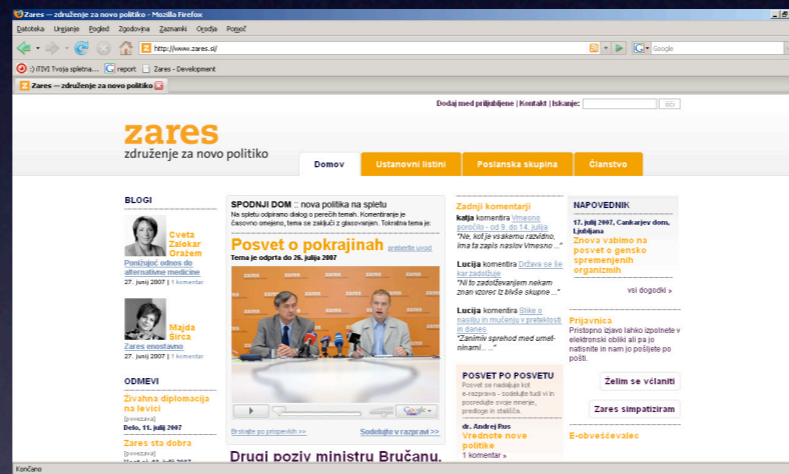 Zares — združenje za novo politiko - Mozilla Firefox
Datoteka Urejanje Pogled Zgodovina Zaznamki Orodja Pomoč
http://www.zares.si/
Google
:) iTIVI Tvoja spletna... report Zares - Development
Zares — združenje za novo politiko
Dodaj med priljubljene | Kontakt | Iskanje:
zares
združenje za novo politiko
Domov Ustanovni listini Poslanska skupina Članstvo
BLOGI
Cveta
Zalokar
Oražem
Ponižujoč odnos do
alternativne medicine
27. junij 2007 | 1 komentar
Majda
Širca
Zares enostavno
27. junij 2007 | 1 komentar
ODMEVI
Živahna diplomacija
na levici
[povezava]
Delo, 11. julij 2007
Zares sta dobra
[povezava]
SPODNJI DOM :: nova politika na spletu
Na spletu odpiramo dialog o perečih temah. Komentiranje je
časovno omejeno, tema se zaključi z glasovanjem. Tokratna tema je:
Posvet o pokrajinah preberite uvod
Tema je odprta do 26. julija 2007
Google
Brskajte po prispevkih >> Sodelujte v razpravi >>
Drugi poziv ministru Bručanu,
Zadnji komentarji
katja komentira Vmesno
poročilo - od 9. do 14. julija
"Ne, kot je vsakemu razvidno,
ima ta zapis naslov Vmesno ..."
Lucija komentira Država se še
kar zadolžuje
"Ni to zadolževanjem nekam
znan vzorec iz bivše skupne ..."
Lucija komentira Slike o
nasilju in mučenju v preteklosti
in danes
"Zanimiv sprehod med umet-
ninami... ..."
POSVET PO POSVETU
Posvet se nadaljuje kot
e-razprava - sodelujte tudi vi in
posredujte svoje mnenje,
predloge in stališča.
dr. Andrej Rus
Vrednote nove
politike
1 komentar »
NAPOVEDNIK
17. julij 2007, Cankarjev dom,
Ljubljana
Znova vabimo na
posvet o gensko
spremenjenih
organizmih
vsi dogodki »
Prijavnica
Pristopno izjavo lahko izpolnete v
elektronski obliki ali pa jo
natisnite in nam jo pošljete po
pošti.
Želim se včlaniti
Zares simpatiziram
E-obveščevalec
Končano